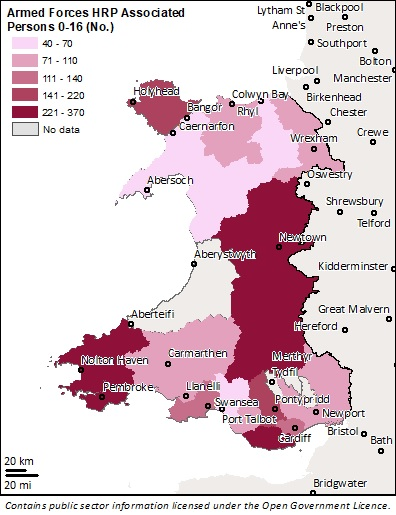 Armed Forces HRP Associated
Persons 0-16 (No.)
40 - 70
71 - 110
111 - 140
141 - 220
221 - 370
No data
Lytham St
Anne's
Blackpool
Preston
Southport
Bolton
Liverpool
Manchester
Birkenhead
Holyhead
Colwyn Bay
Bangor
Rhyl
Chester
Caernarfon
Crewe
Wrexham
Abersoch
Oswestry
Shrewsbury
Telford
Newtown
Aberystwyth
Kidderminster
Great Malvern
Aberteifi
Hereford
Nolton Haven
Carmarthen
Merthyr
Tydfil
Pembroke
Llanelli
Swansea
Pontypridd
Port Talbot
Newport
Cardiff
Bristol
Bath
20 km
20 mi
Bridgwater
Contains public sector information licensed under the Open Government Licence.